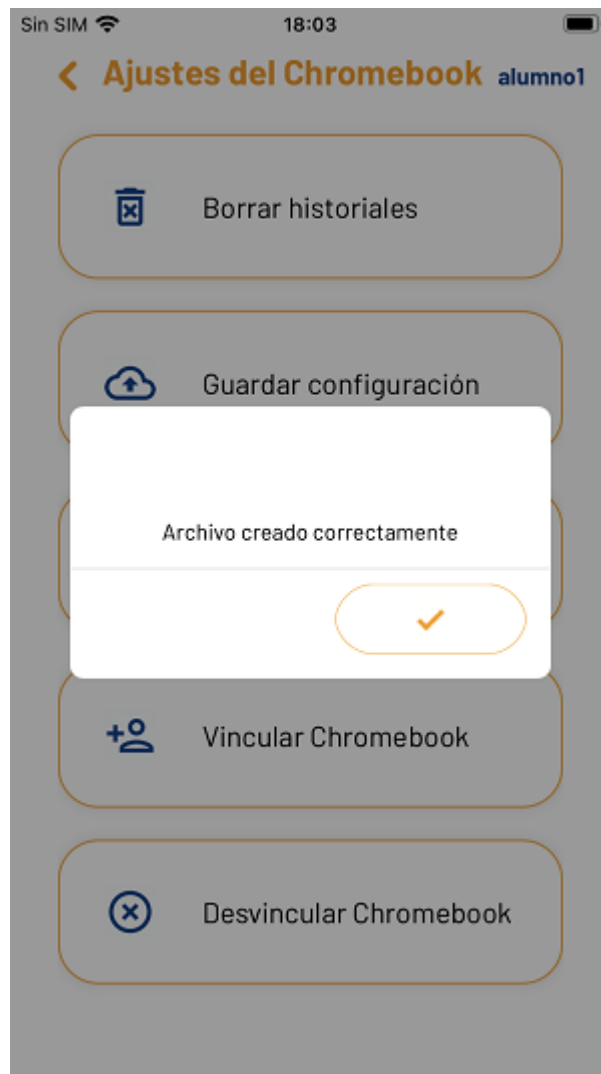 Sin SIM 18:03
Ajustes del Chromebook alumno1
Borrar historiales
Guardar configuración
Archivo creado correctamente
Vincular Chromebook
Desvincular Chromebook